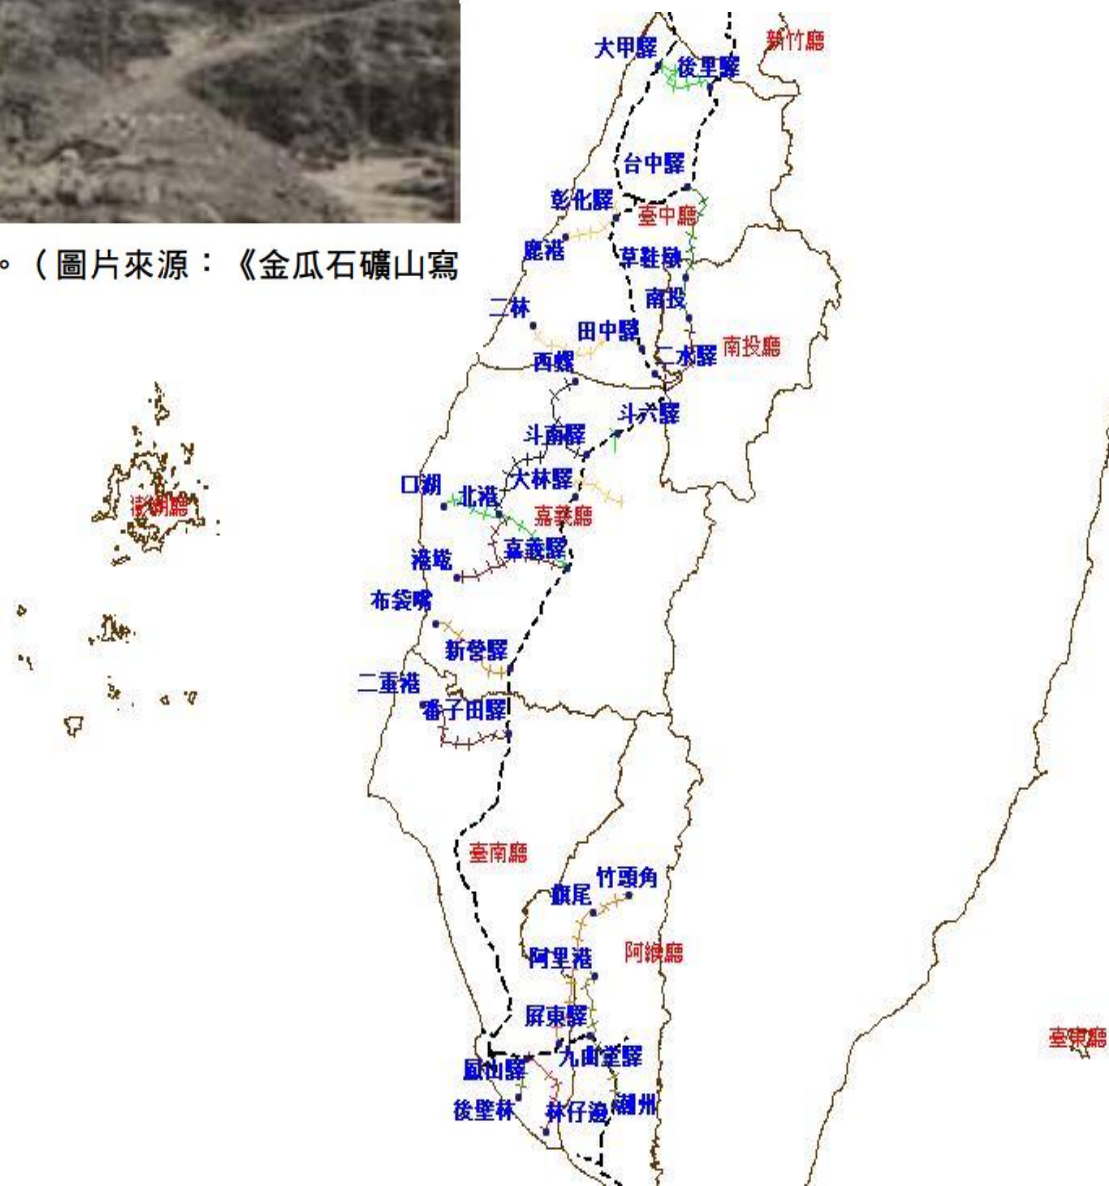 。（圖片來源：《金瓜石礦山寫
新竹廳
大甲驛
後里驛
台中驛
彰化驛
臺中廳
鹿港
草鞋墩
南投
二林
田中驛
二水驛
南投廳
西螺
斗六驛
斗南驛
大林驛
口湖
北港
澎湖廳
嘉義廳
嘉義驛
港墘
布袋嘴
新營驛
二重港
番子田驛
臺南廳
竹頭角
旗尾
阿里港
阿緱廳
屏東驛
臺東廳
九曲堂驛
鳳山驛
後壁林
林仔邊
潮州